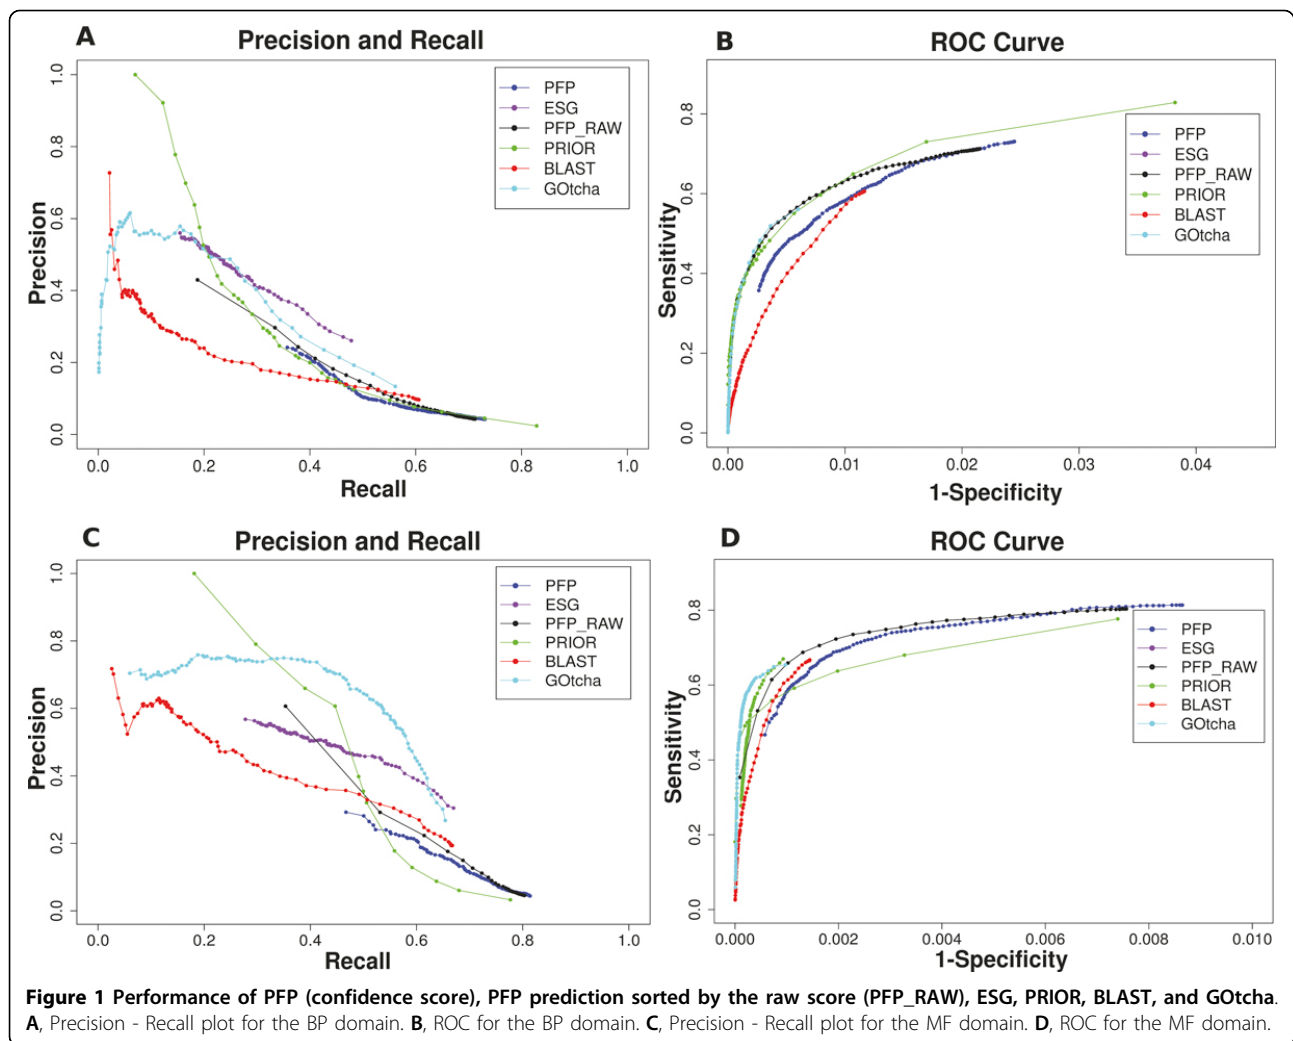 A
Precision and Recall
Precision
1.0
0.8
0.6
0.4
0.2
0.0
PFP
ESG
PFP_RAW
PRIOR
BLAST
GOtcha
0.0 0.2 0.4 0.6 0.8 1.0
Recall
B
ROC Curve
Sensitivity
0.8
0.6
0.4
0.2
0.0
PFP
ESG
PFP_RAW
PRIOR
BLAST
GOtcha
0.00 0.01 0.02 0.03 0.04
1-Specificity
C
Precision and Recall
Precision
1.0
0.8
0.6
0.4
0.2
0.0
PFP
ESG
PFP_RAW
PRIOR
BLAST
GOtcha
0.0 0.2 0.4 0.6 0.8 1.0
Recall
D
ROC Curve
Sensitivity
0.8
0.6
0.4
0.2
0.0
PFP
ESG
PFP_RAW
PRIOR
BLAST
GOtcha
0.000 0.002 0.004 0.006 0.008 0.010
1-Specificity
Figure 1 Performance of PFP (confidence score), PFP prediction sorted by the raw score (PFP_RAW), ESG, PRIOR, BLAST, and GOtcha.
A, Precision - Recall plot for the BP domain. B, ROC for the BP domain. C, Precision - Recall plot for the MF domain. D, ROC for the MF domain.